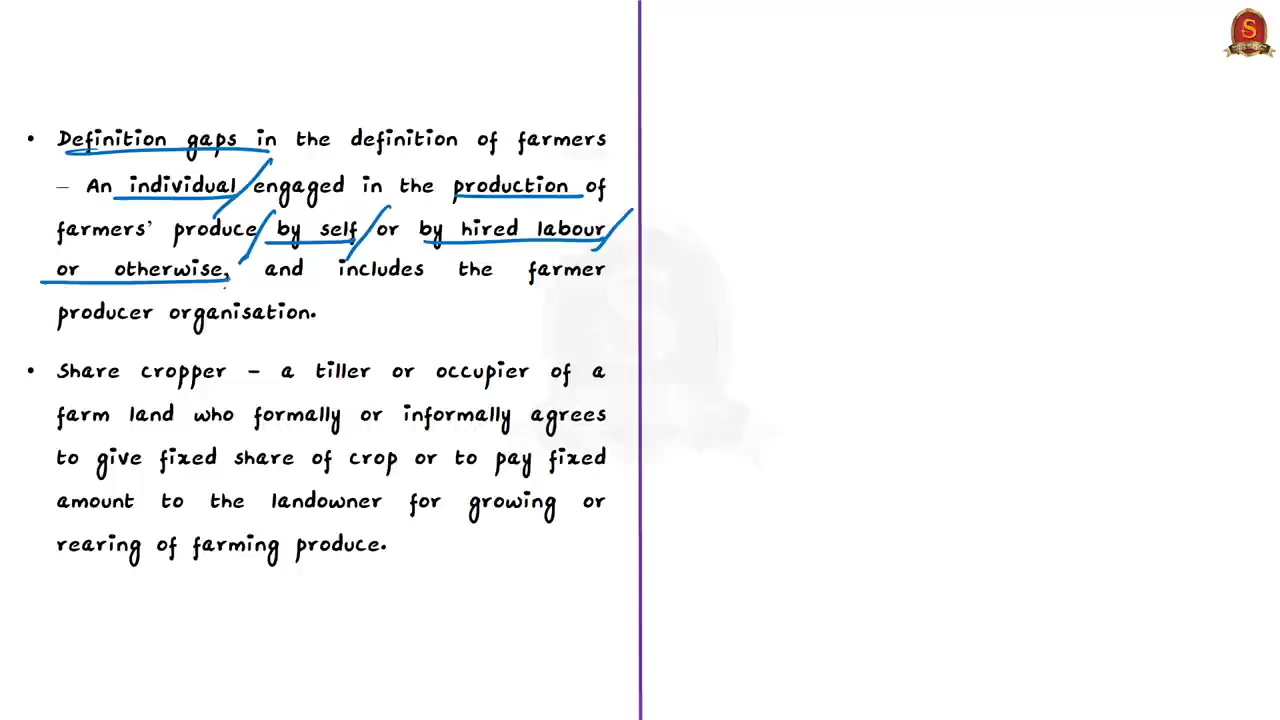 S
• Definition gaps in the definition of farmers
– An individual engaged in the production of
farmers' produce by self or by hired labour
or otherwise, and includes the farmer
producer organisation.
• Share cropper – a tiller or occupier of a
farm land who formally or informally agrees
to give fixed share of crop or to pay fixed
amount to the landowner for growing or
rearing of farming produce.